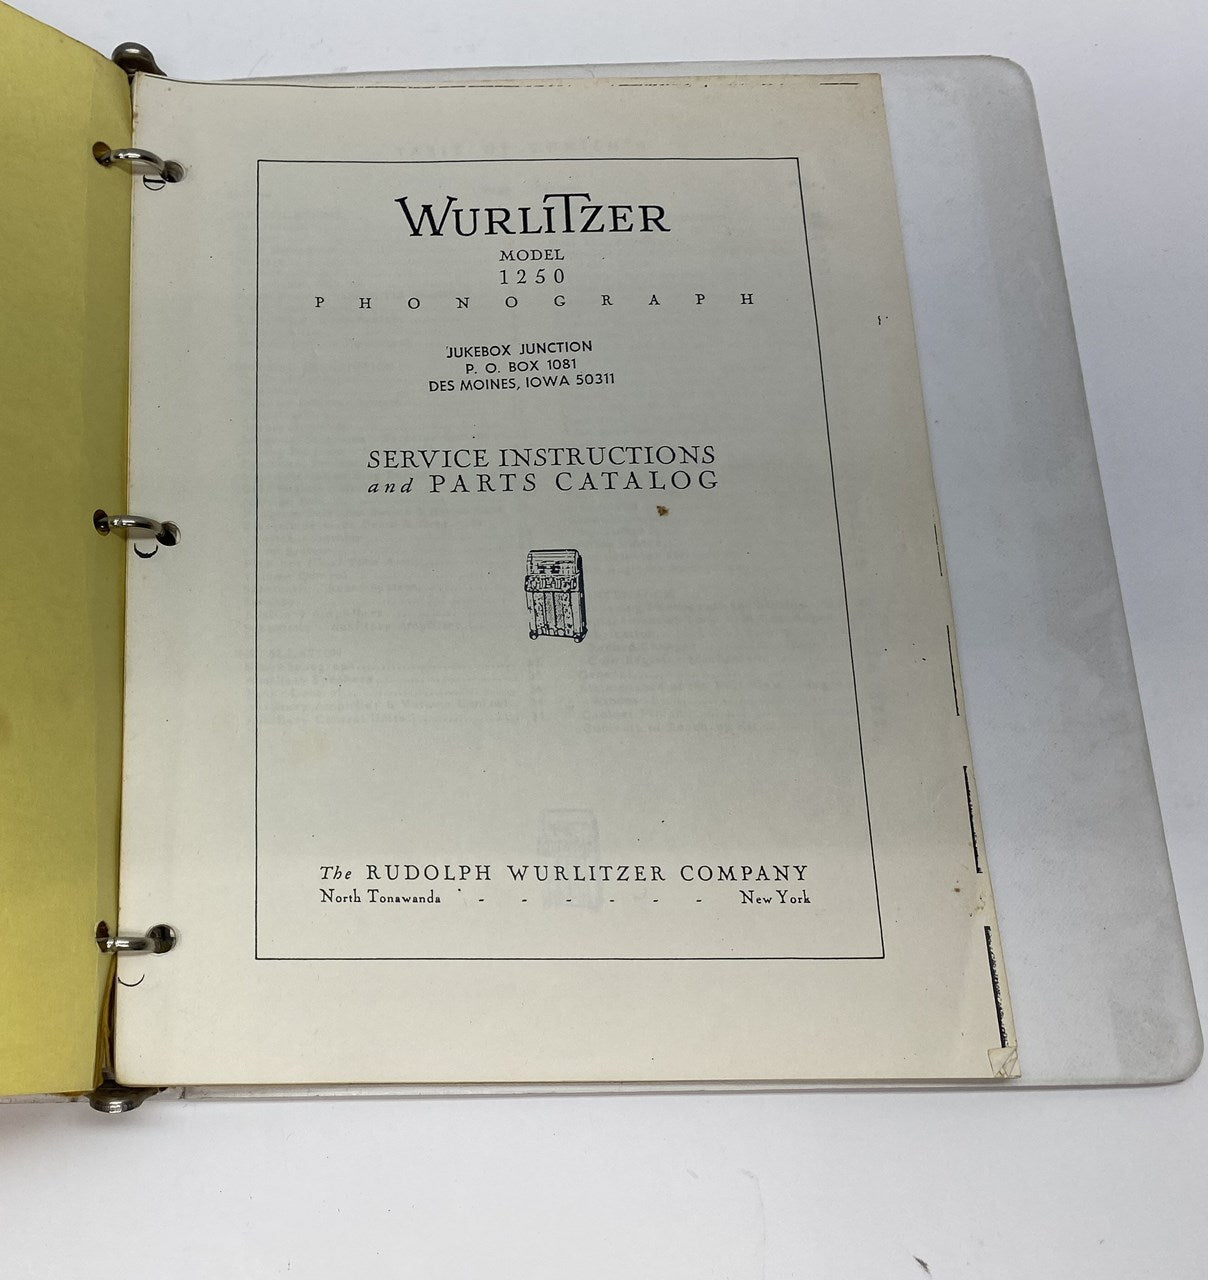 WURLiTZER
MODEL
1250
PHONOGRAPH
JUKEBOX JUNCTION
P. O. BOX 1081
DES MOINES, IOWA 50311
SERVICE INSTRUCTIONS
and PARTS CATALOG
The RUDOLPH WURLITZER COMPANY
North Tonawanda - - - - - - New York